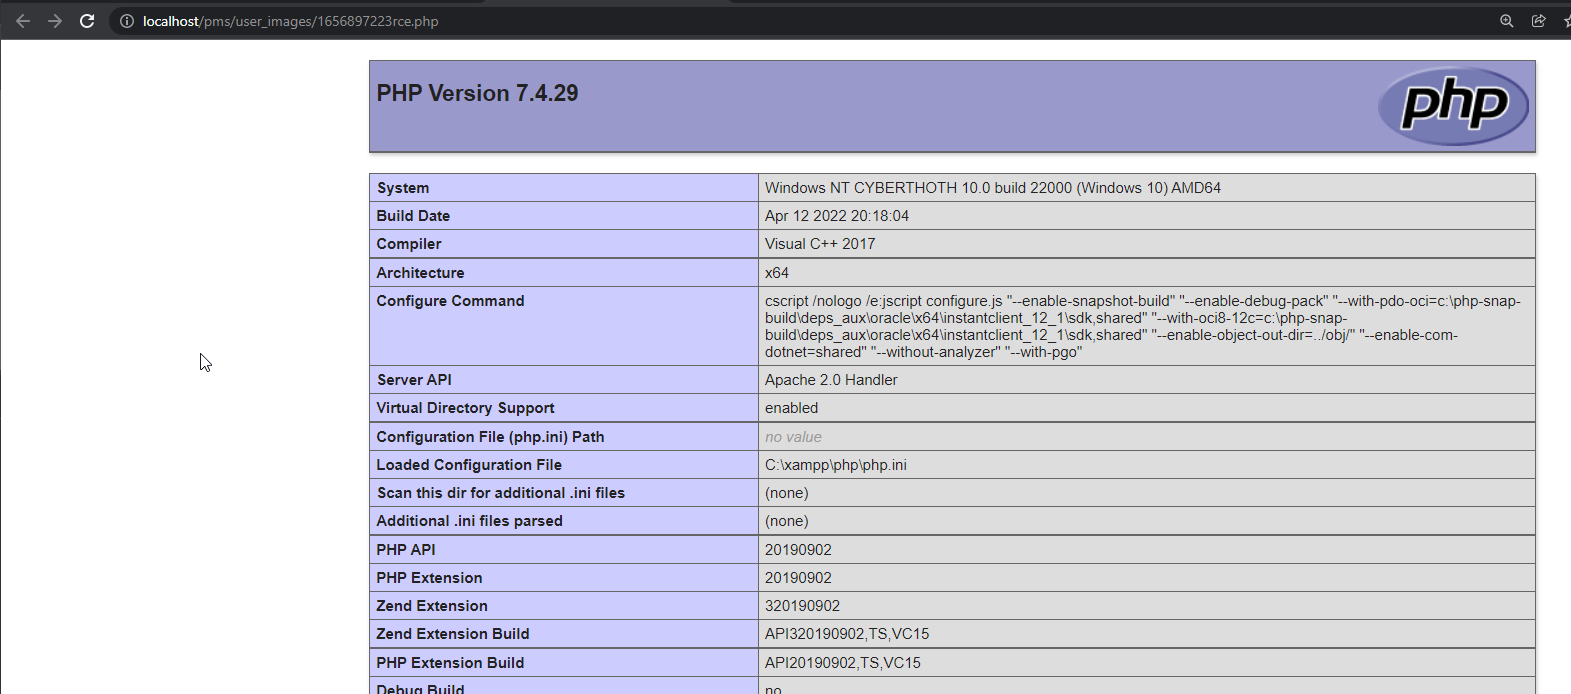 localhost/pms/user_images/1656897223rce.php
PHP Version 7.4.29
php
System Windows NT CYBERTHOTH 10.0 build 22000 (Windows 10) AMD64
Build Date Apr 12 2022 20:18:04
Compiler Visual C++ 2017
Architecture x64
Configure Command cscript /nologo /e:jscript configure.js "--enable-snapshot-build" "--enable-debug-pack" "--with-pdo-oci=c:\php-snap-
build\deps_aux\oracle\x64\instantclient_12_1\sdk,shared" "--with-oci8-12c=c:\php-snap-
build\deps_aux\oracle\x64\instantclient_12_1\sdk,shared" "--enable-object-out-dir=../obj/" "--enable-com-
dotnet=shared" "--without-analyzer" "--with-pgo"
Server API Apache 2.0 Handler
Virtual Directory Support enabled
Configuration File (php.ini) Path no value
Loaded Configuration File C:\xampp\php\php.ini
Scan this dir for additional .ini files (none)
Additional .ini files parsed (none)
PHP API 20190902
PHP Extension 20190902
Zend Extension 320190902
Zend Extension Build API320190902,TS,VC15
PHP Extension Build API20190902,TS,VC15
Debug Build no